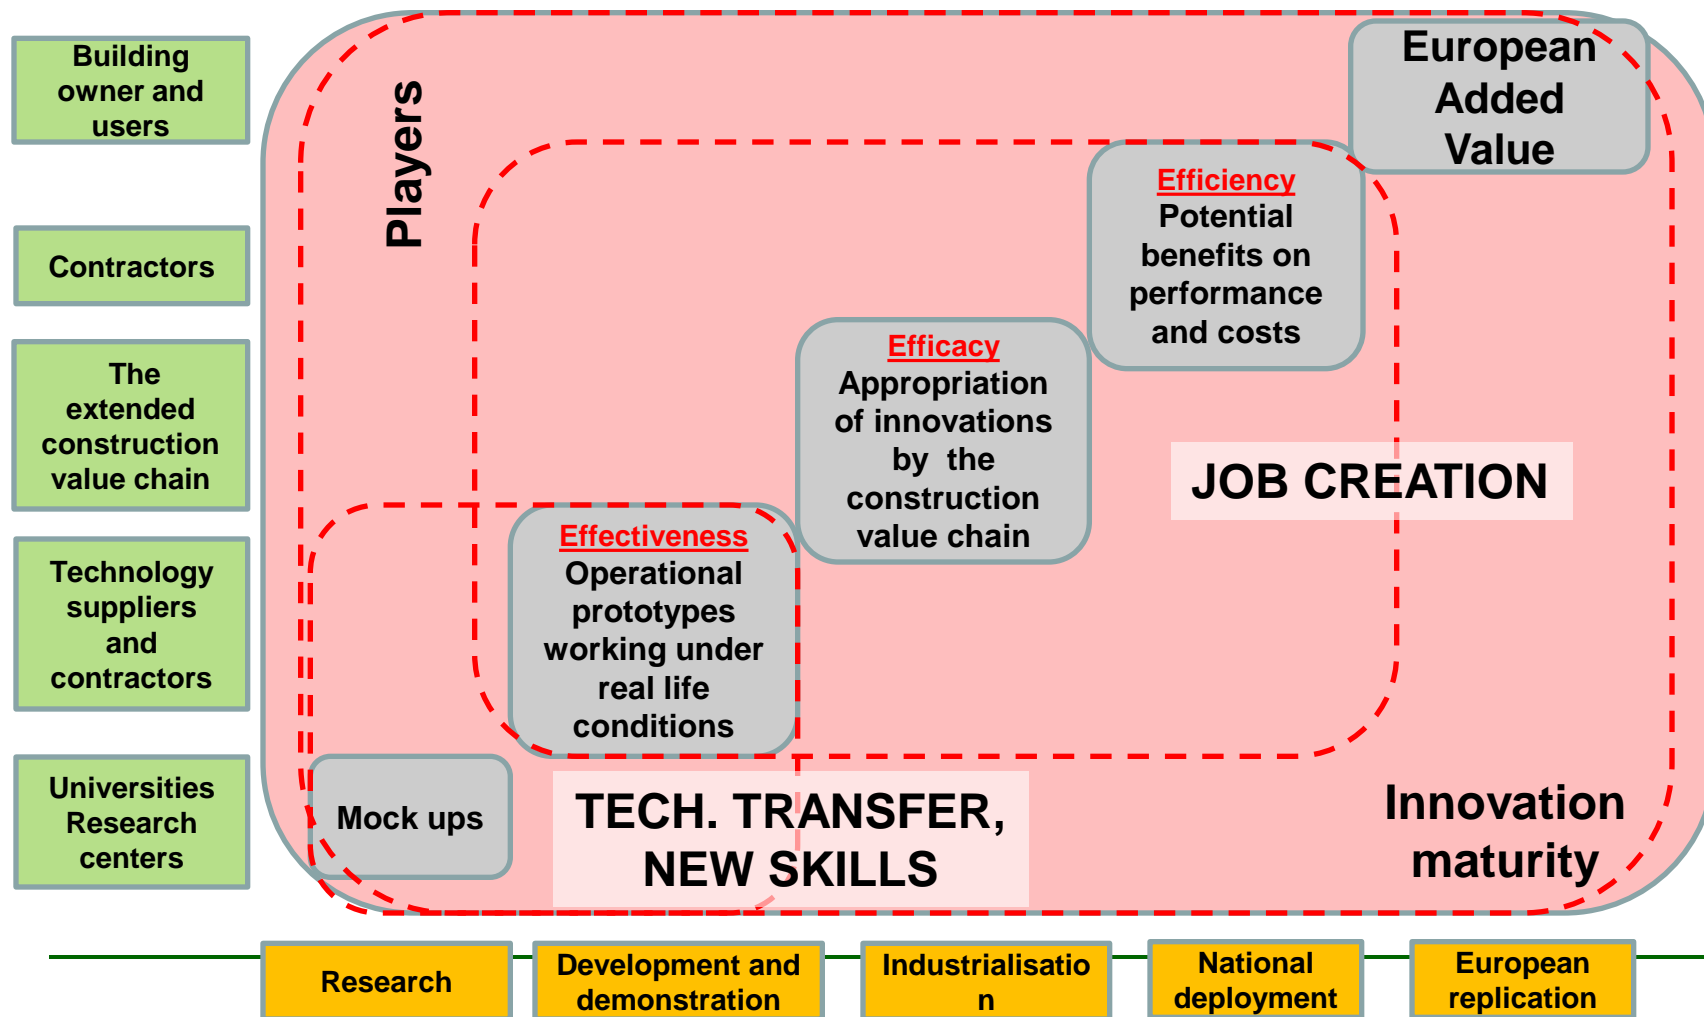 Building
owner and
users
Contractors
The
extended
construction
value chain
Technology
suppliers
and
contractors
Universities
Research
centers
Players
European
Added
Value
Efficiency
Potential
benefits on
performance
and costs
Efficacy
Appropriation
of innovations
by the
construction
value chain
JOB CREATION
Effectiveness
Operational
prototypes
working under
real life
conditions
Mock ups
TECH. TRANSFER,
NEW SKILLS
Innovation
maturity
Research
Development and
demonstration
Industrialisatio
n
National
deployment
European
replication